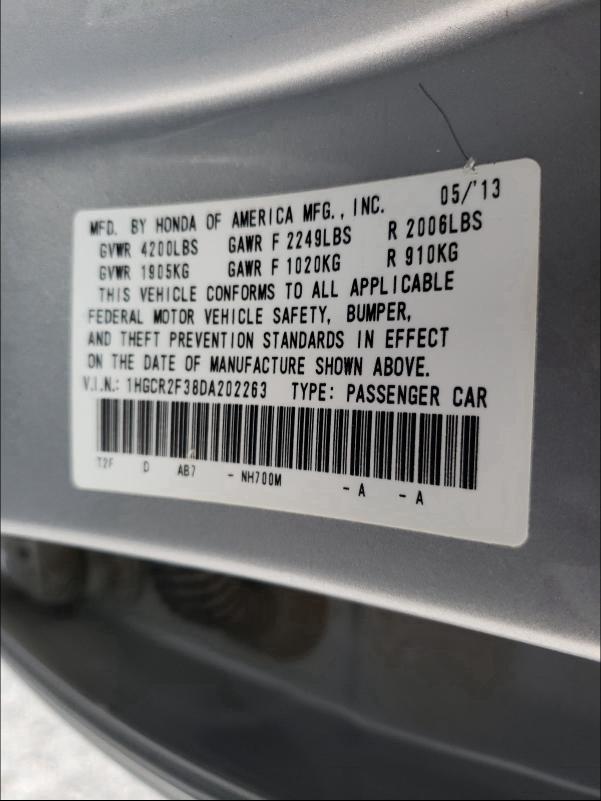 MFD. BY HONDA OF AMERICA MFG., INC. 05/'13
GVWR 4200LBS GAWR F 2249LBS R 2006LBS
GVWR 1905KG GAWR F 1020KG R 910KG
THIS VEHICLE CONFORMS TO ALL APPLICABLE
FEDERAL MOTOR VEHICLE SAFETY, BUMPER,
AND THEFT PREVENTION STANDARDS IN EFFECT
ON THE DATE OF MANUFACTURE SHOWN ABOVE.
V.I.N.: 1HGCR2F38DA202263 TYPE: PASSENGER CAR
T2F D AB7 - NH700M - A - A